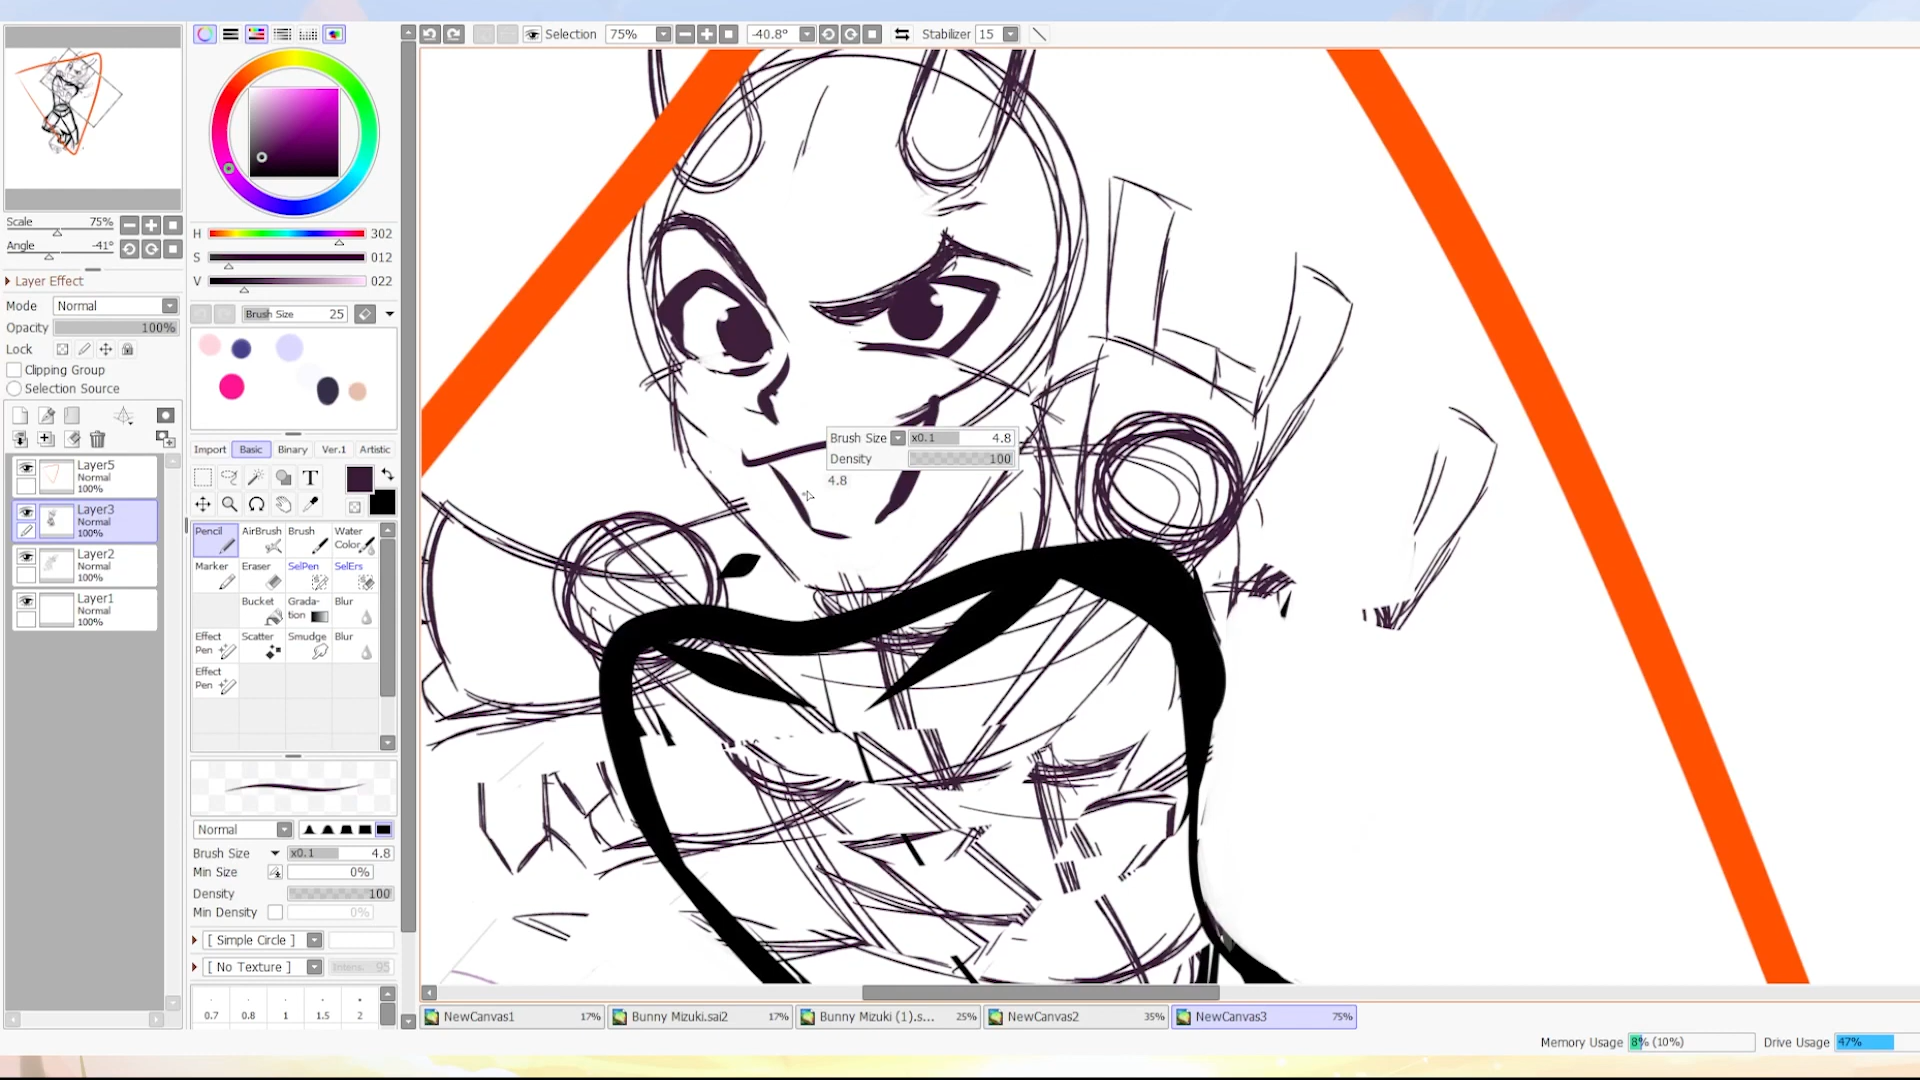 Selection
75%
-40.8°
Stabilizer
15
Scale
75%
Angle
-41°
Layer Effect
Mode
Normal
Opacity
100%
Lock
Clipping Group
Selection Source
Layer5
Normal
100%
Layer3
Normal
100%
Layer2
Normal
100%
Layer1
100%
H
302
S
012
V
022
Brush Size
25
Import
Basic
Binary
Ver.1
Artistic
T
Pencil
AirBrush
Brush
Water
Color
Marker
Eraser
SelPen
SelErs
Bucket
Grada-
tion
Blur
Effect
Pen
Scatter
Smudge
Blur
Effect
Pen
Normal
Brush Size
x0.1
4.8
Min Size
0%
Density
100
Min Density
0%
[ Simple Circle ]
[ No Texture ]
Intens.
95
0.7
0.8
1
1.5
2
Brush Size
x0.1
4.8
Density
100
4.8
NewCanvas1
17%
Bunny Mizuki.sai2
17%
Bunny Mizuki (1).s...
25%
NewCanvas2
35%
NewCanvas3
75%
Memory Usage
8% (10%)
Drive Usage
47%